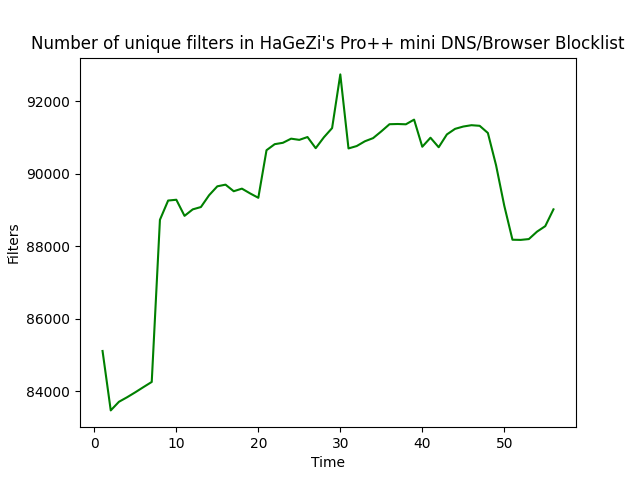 Number of unique filters in HaGeZi's Pro++ mini DNS/Browser Blocklist
92000
90000
88000
86000
84000
Filters
0 10 20 30 40 50
Time